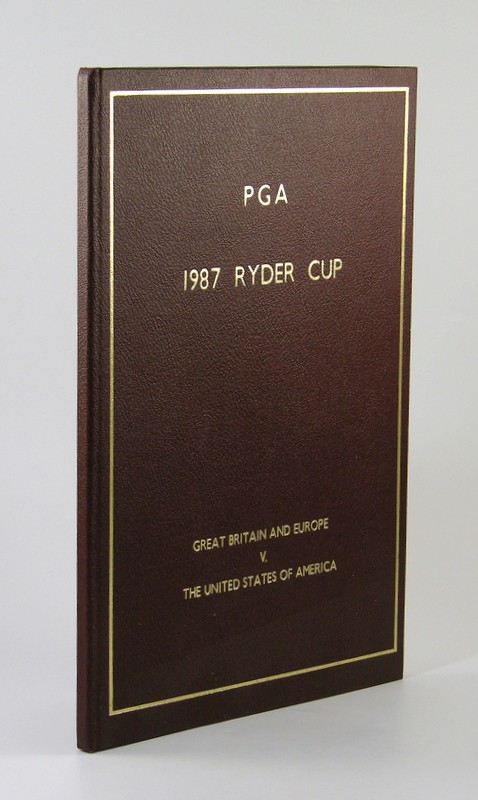 PGA
1987 RYDER CUP
GREAT BRITAIN AND EUROPE
V.
THE UNITED STATES OF AMERICA